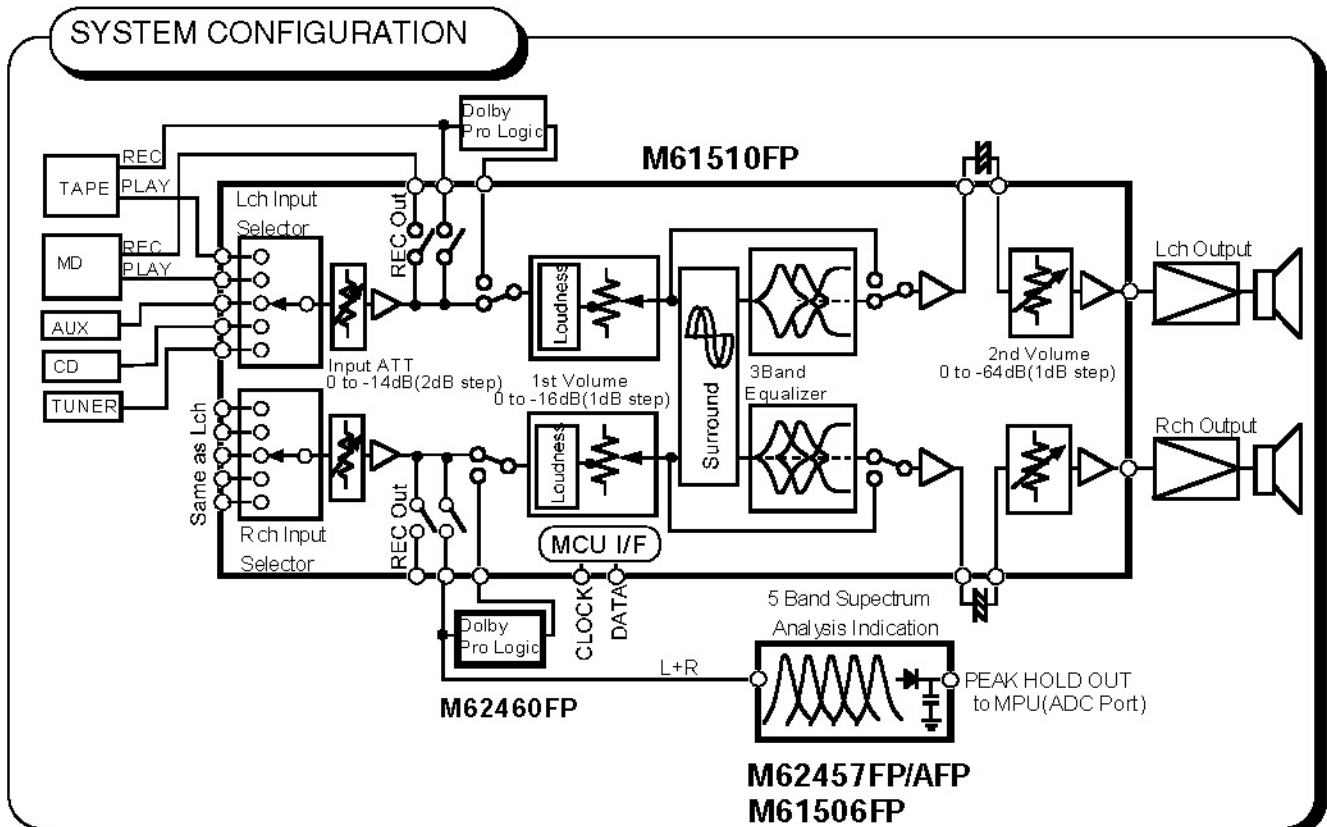 SYSTEM CONFIGURATION
Dolby
Pro Logic
M61510FP
REC
TAPE
PLAY
Lch Input
Selector
REC Out
REC
MD
PLAY
AUX
CD
TUNER
Input ATT
0 to -14dB(2dB step)
Loudness
1st Volume
0 to -16dB(1dB step)
Surround
3Band
Equalizer
2nd Volume
0 to -64dB(1dB step)
Lch Output
Same as Lch
Loudness
Rch Output
Rch Input
Selector
REC Out
MCU I/F
CLOCK
DATA
Dolby
Pro Logic
M62460FP
L+R
5 Band Supectrum
Analysis Indication
PEAK HOLD OUT
to MPU(ADC Port)
M62457FP/AFP
M61506FP